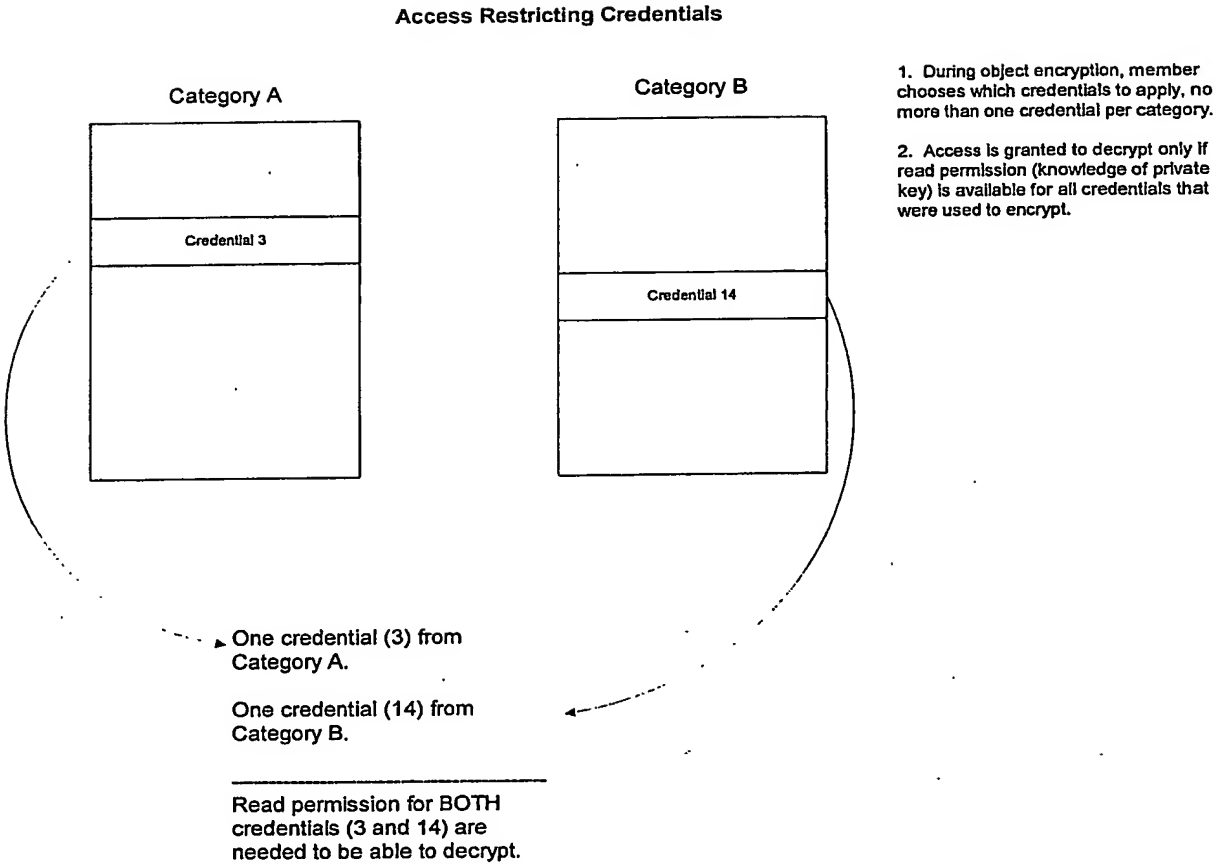 Access Restricting Credentials
Category A
Category B
1. During object encryption, member
chooses which credentials to apply, no
more than one credential per category.
2. Access is granted to decrypt only if
read permission (knowledge of private
key) is available for all credentials that
were used to encrypt.
Credential 3
Credential 14
One credential (3) from
Category A.
One credential (14) from
Category B.
Read permission for BOTH
credentials (3 and 14) are
needed to be able to decrypt.